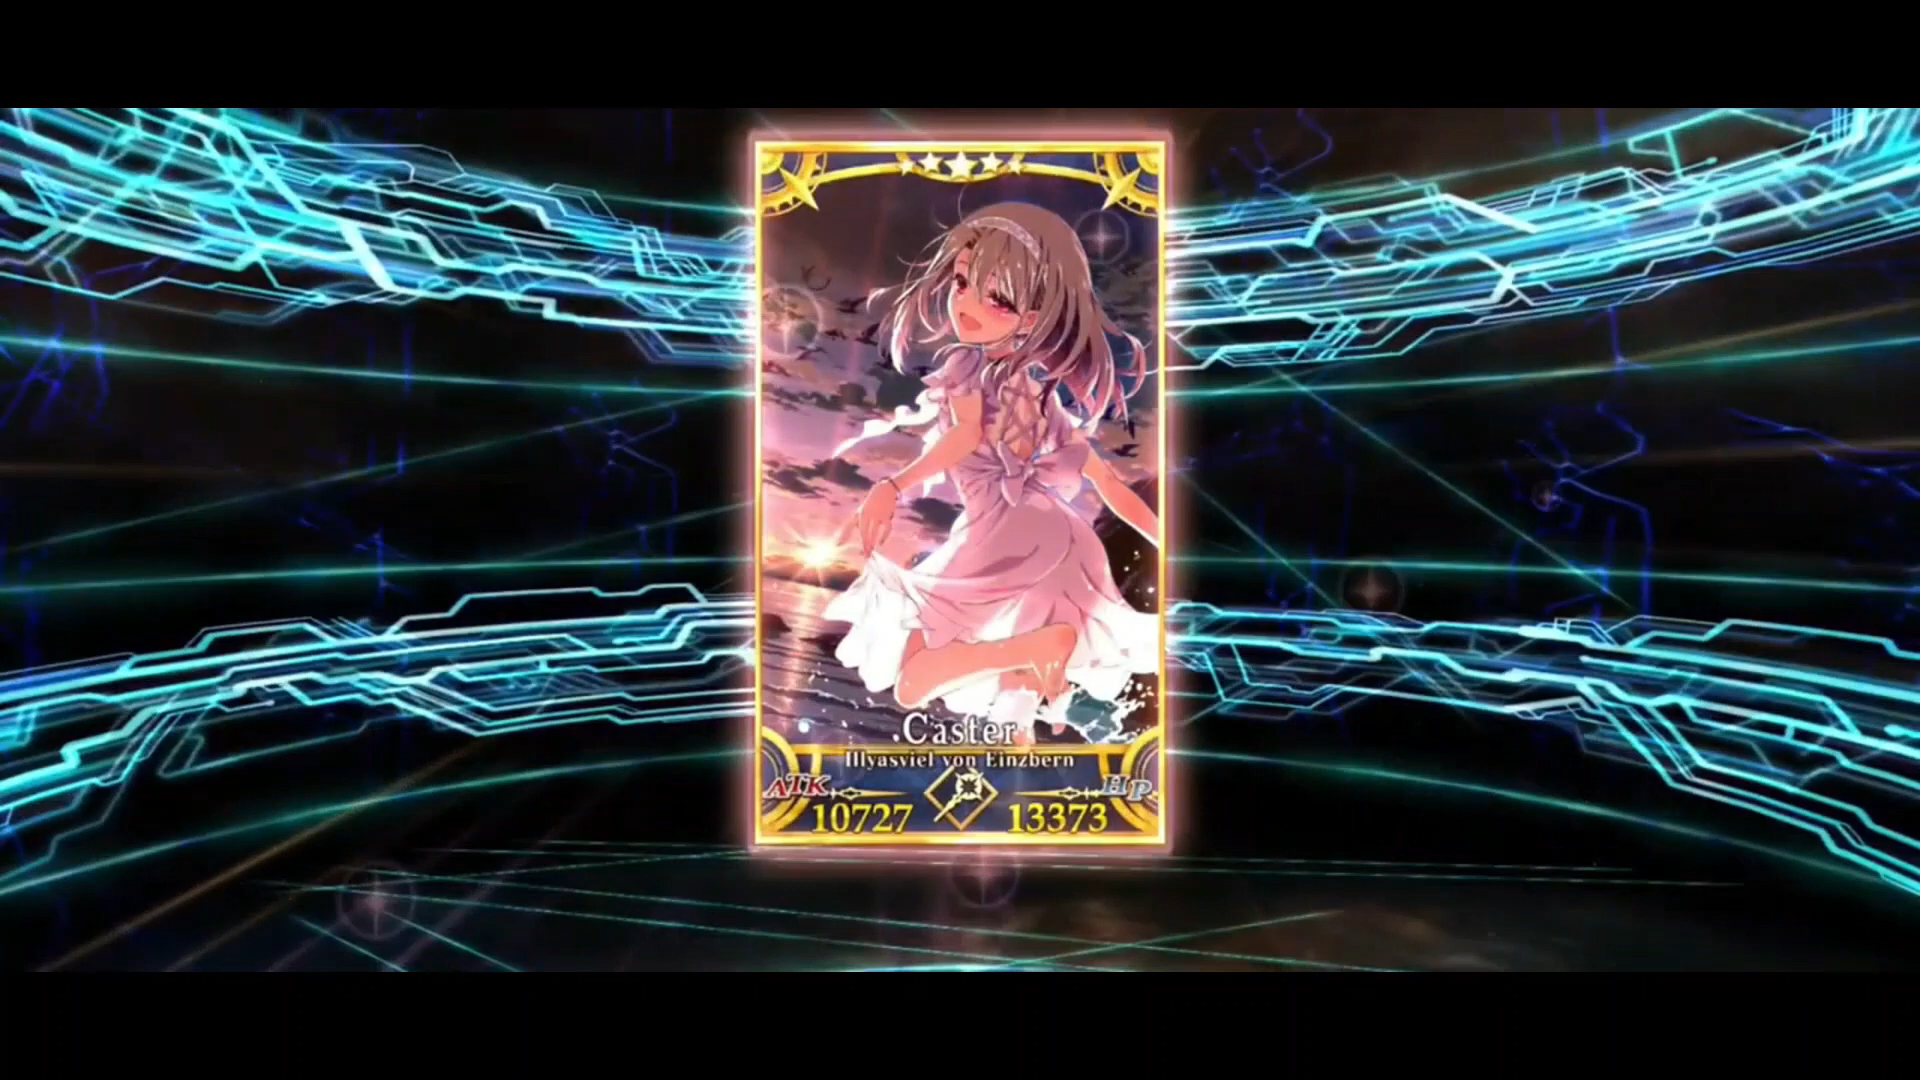 Caster
Illyasviel von Einzbern
ATK
HP
10727
13373